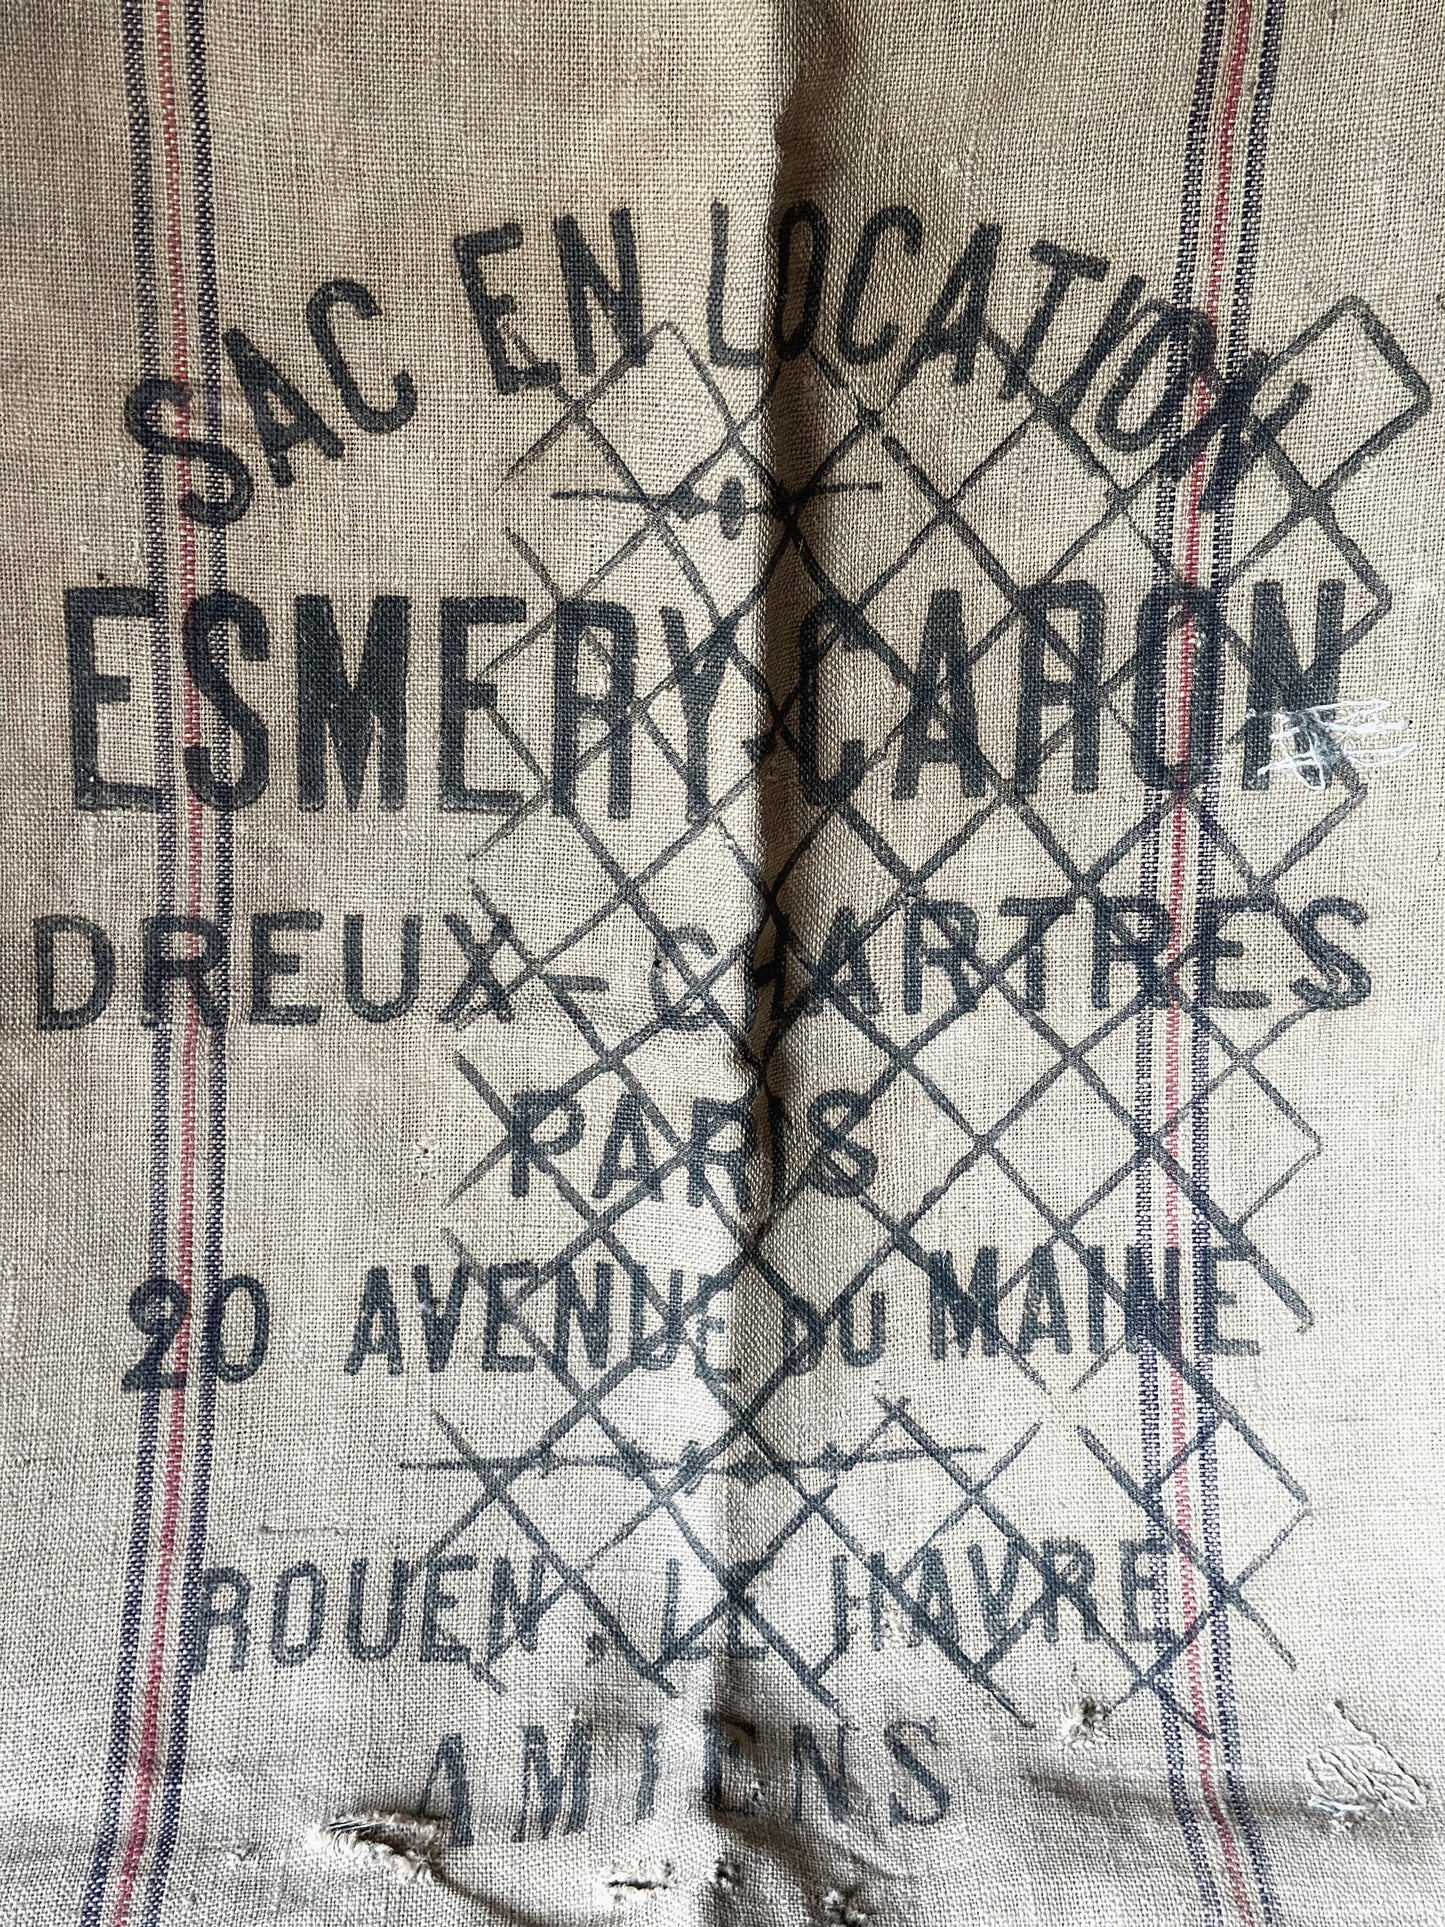 SAC EN LOCATION
ESMERY-CARON
DREUX-CHARTRES
PARIS
20 AVENUE DU MAINE
ROUEN, LE HAVRE
AMIENS